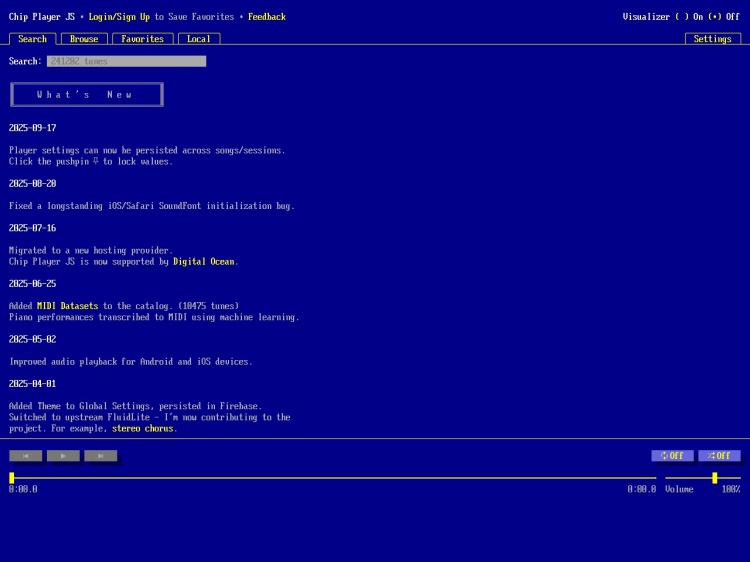 Chip Player JS • Login/Sign Up to Save Favorites • Feedback
Visualizer ( ) On (•) Off
Search Browse Favorites Local Settings
Search: 241202 tunes
What's New
2025-09-17
Player settings can now be persisted across songs/sessions.
Click the pushpin to lock values.
2025-08-20
Fixed a longstanding iOS/Safari SoundFont initialization bug.
2025-07-16
Migrated to a new hosting provider.
Chip Player JS is now supported by Digital Ocean.
2025-06-25
Added MIDI Datasets to the catalog. (10475 tunes)
Piano performances transcribed to MIDI using machine learning.
2025-05-02
Improved audio playback for Android and iOS devices.
2025-04-01
Added Theme to Global Settings, persisted in Firebase.
Switched to upstream FluidLite - I'm now contributing to the
project. For example, stereo chorus.
Off Off
0:00.0 0:00.0 Volume 100%